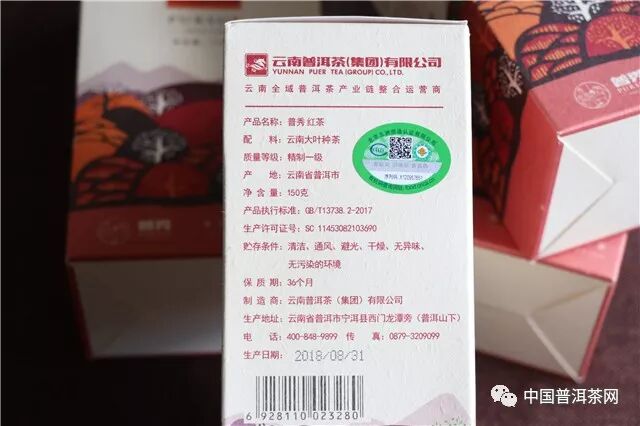 云南普洱茶(集团)有限公司
YUNNAN PUER TEA(GROUP)CO.,LTD.
云南全域普洱茶产业链整合运营商
产品名称：普秀红茶
配 料：云南大叶种茶
质量等级：精制一级
产 地：云南省普洱市
净 含 量：150克
产品执行标准：GB/T13738.2-2017
生产许可证号：SC 11453082103690
贮存条件：清洁、通风、避光、干燥、无异味、
无污染的环境
保 质 期：36个月
制 造 商：云南普洱茶（集团）有限公司
生产地址：云南省普洱市宁洱县西门龙潭旁（普洱山下）
电 话：400-848-9899 传 真：0879-3209099
生产日期：2018/08/31
6 928110 023280
普秀
中国普洱茶网